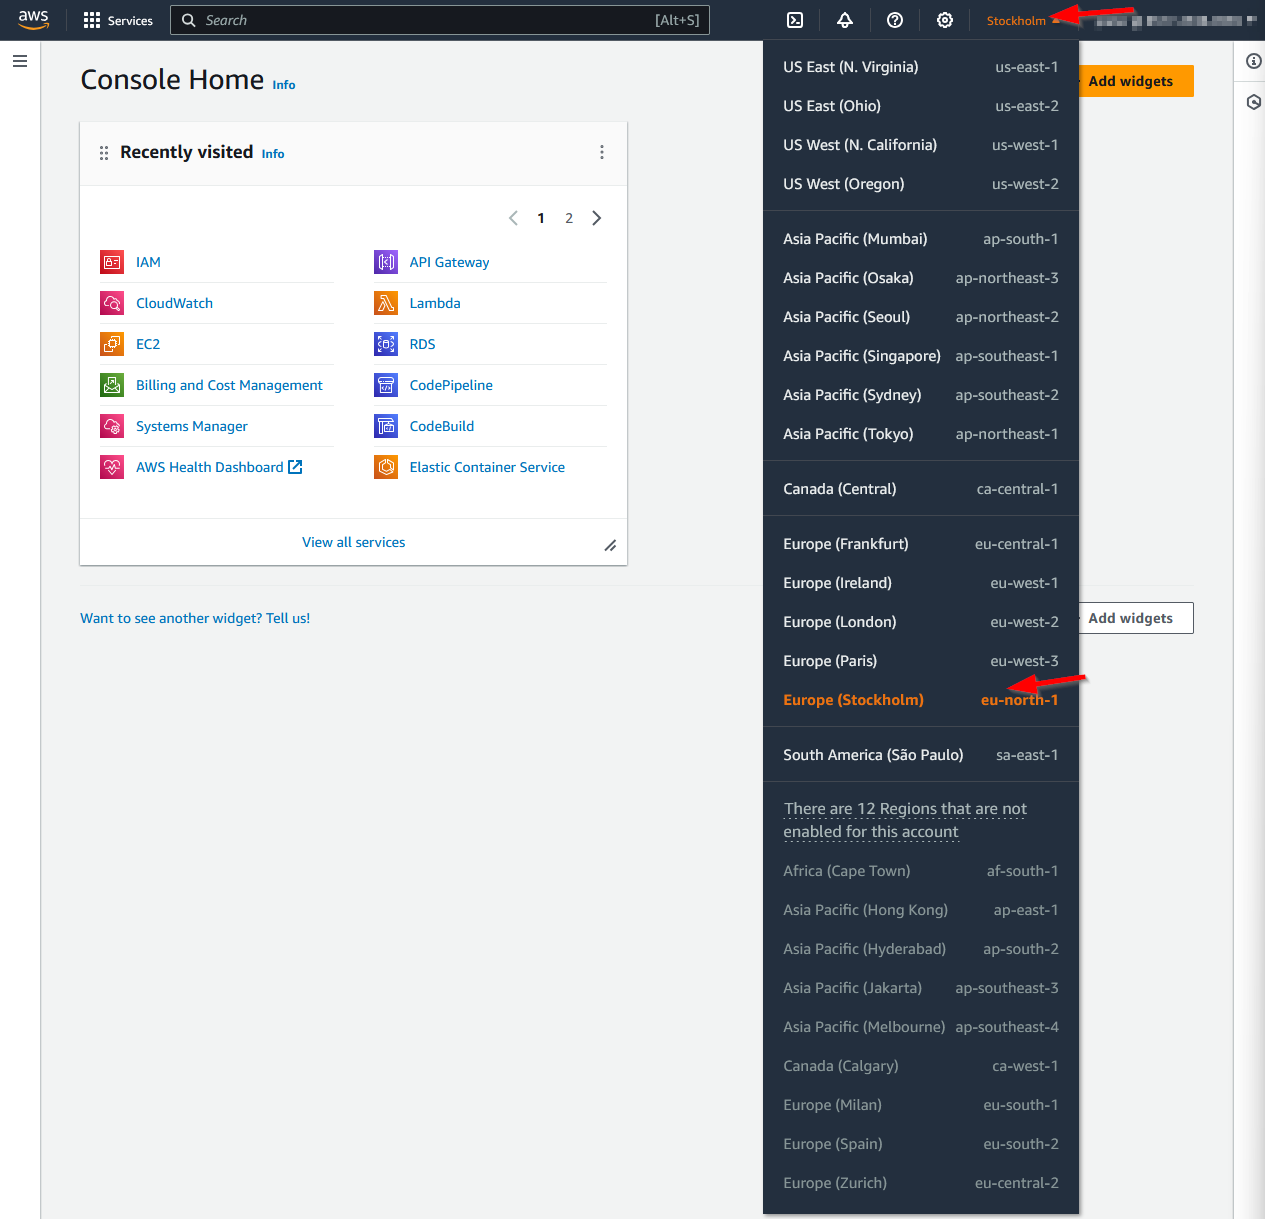 aws Services Search [Alt+S] Stockholm
Console Home Info
Add widgets
Recently visited Info
1 2
IAM
API Gateway
CloudWatch
Lambda
EC2
RDS
Billing and Cost Management
CodePipeline
Systems Manager
CodeBuild
AWS Health Dashboard
Elastic Container Service
View all services
Want to see another widget? Tell us!
Add widgets
US East (N. Virginia) us-east-1
US East (Ohio) us-east-2
US West (N. California) us-west-1
US West (Oregon) us-west-2
Asia Pacific (Mumbai) ap-south-1
Asia Pacific (Osaka) ap-northeast-3
Asia Pacific (Seoul) ap-northeast-2
Asia Pacific (Singapore) ap-southeast-1
Asia Pacific (Sydney) ap-southeast-2
Asia Pacific (Tokyo) ap-northeast-1
Canada (Central) ca-central-1
Europe (Frankfurt) eu-central-1
Europe (Ireland) eu-west-1
Europe (London) eu-west-2
Europe (Paris) eu-west-3
Europe (Stockholm) eu-north-1
South America (São Paulo) sa-east-1
There are 12 Regions that are not
enabled for this account
Africa (Cape Town) af-south-1
Asia Pacific (Hong Kong) ap-east-1
Asia Pacific (Hyderabad) ap-south-2
Asia Pacific (Jakarta) ap-southeast-3
Asia Pacific (Melbourne) ap-southeast-4
Canada (Calgary) ca-west-1
Europe (Milan) eu-south-1
Europe (Spain) eu-south-2
Europe (Zurich) eu-central-2